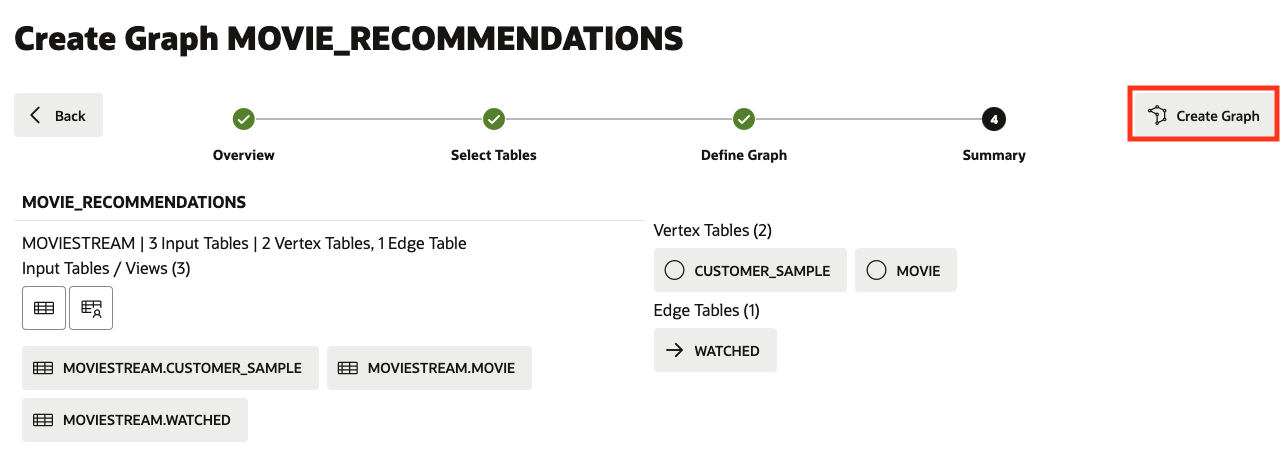 Create Graph MOVIE_RECOMMENDATIONS
Back
Create Graph
4
Overview
Select Tables
Define Graph
Summary
MOVIE_RECOMMENDATIONS
MOVIESTREAM | 3 Input Tables | 2 Vertex Tables, 1 Edge Table
Input Tables / Views (3)
MOVIESTREAM.CUSTOMER_SAMPLE
MOVIESTREAM.MOVIE
MOVIESTREAM.WATCHED
Vertex Tables (2)
CUSTOMER_SAMPLE
MOVIE
Edge Tables (1)
WATCHED